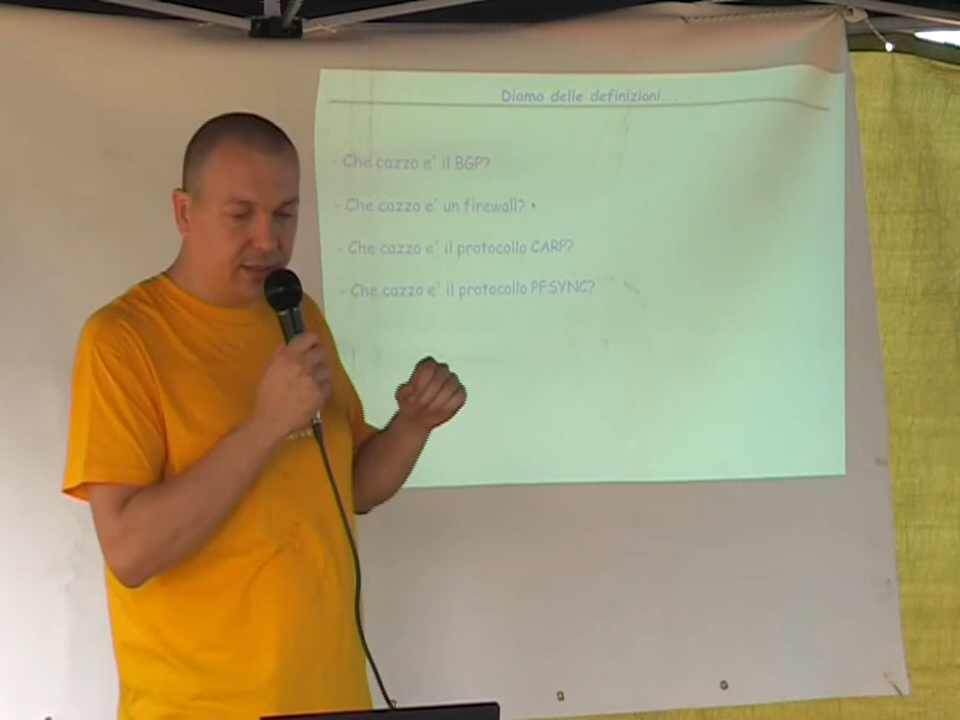 Diamo delle definizioni...
- Che cazzo e' il BGP?
- Che cazzo e' un firewall?
- Che cazzo e' il protocollo CARP?
- Che cazzo e' il protocollo PFSYNC?